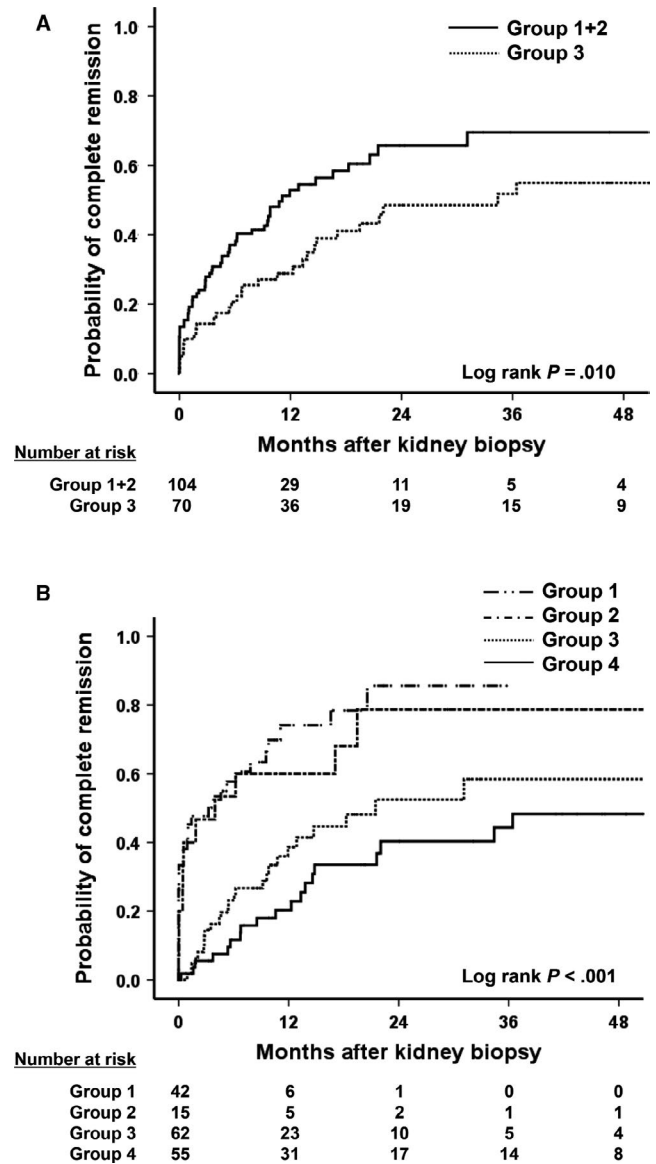 A
Group 1+2
Group 3
Probability of complete remission
1.0
0.8
0.6
0.4
0.2
0.0
Log rank P = .010
0 12 24 36 48
Months after kidney biopsy
Number at risk
Group 1+2 104 29 11 5 4
Group 3 70 36 19 15 9
B
Group 1
Group 2
Group 3
Group 4
Probability of complete remission
1.0
0.8
0.6
0.4
0.2
0.0
Log rank P < .001
0 12 24 36 48
Months after kidney biopsy
Number at risk
Group 1 42 6 1 0 0
Group 2 15 5 2 1 1
Group 3 62 23 10 5 4
Group 4 55 31 17 14 8